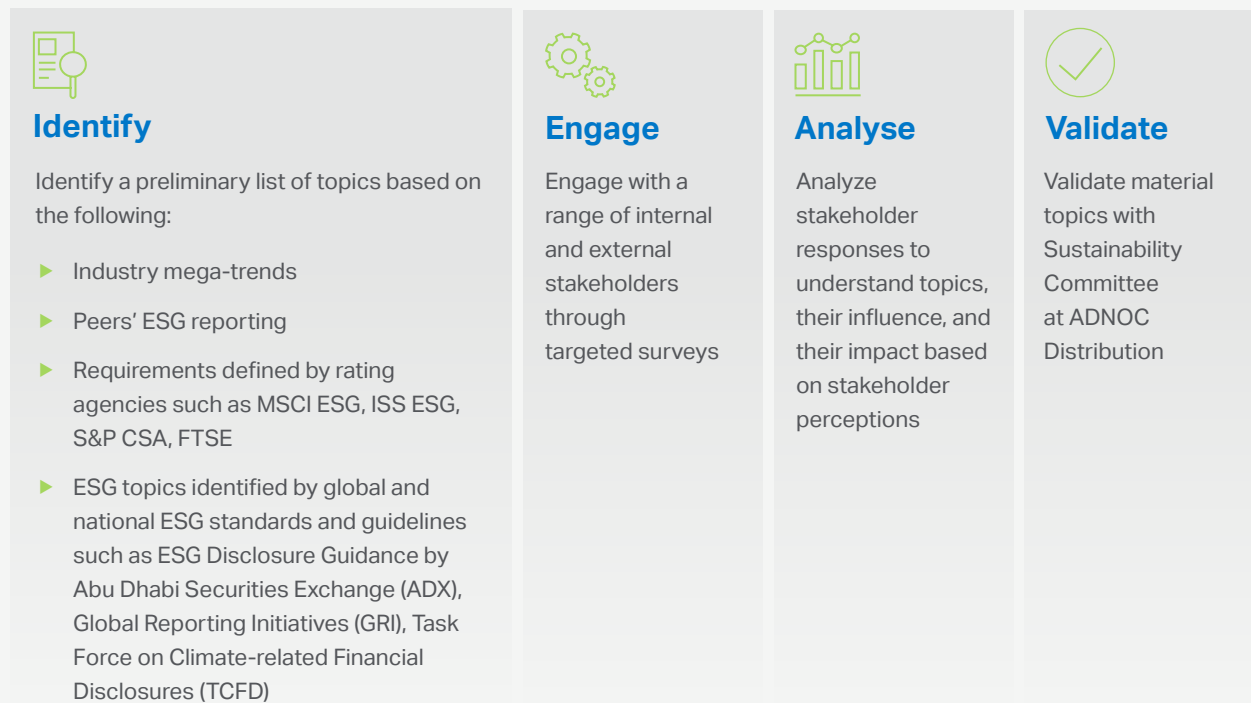 Identify
Identify a preliminary list of topics based on
the following:
Industry mega-trends
Peers’ ESG reporting
Requirements defined by rating
agencies such as MSCI ESG, ISS ESG,
S&P CSA, FTSE
ESG topics identified by global and
national ESG standards and guidelines
such as ESG Disclosure Guidance by
Abu Dhabi Securities Exchange (ADX),
Global Reporting Initiatives (GRI), Task
Force on Climate-related Financial
Disclosures (TCFD)
Engage
Engage with a
range of internal
and external
stakeholders
through
targeted surveys
Analyse
Analyze
stakeholder
responses to
understand topics,
their influence, and
their impact based
on stakeholder
perceptions
Validate
Validate material
topics with
Sustainability
Committee
at ADNOC
Distribution